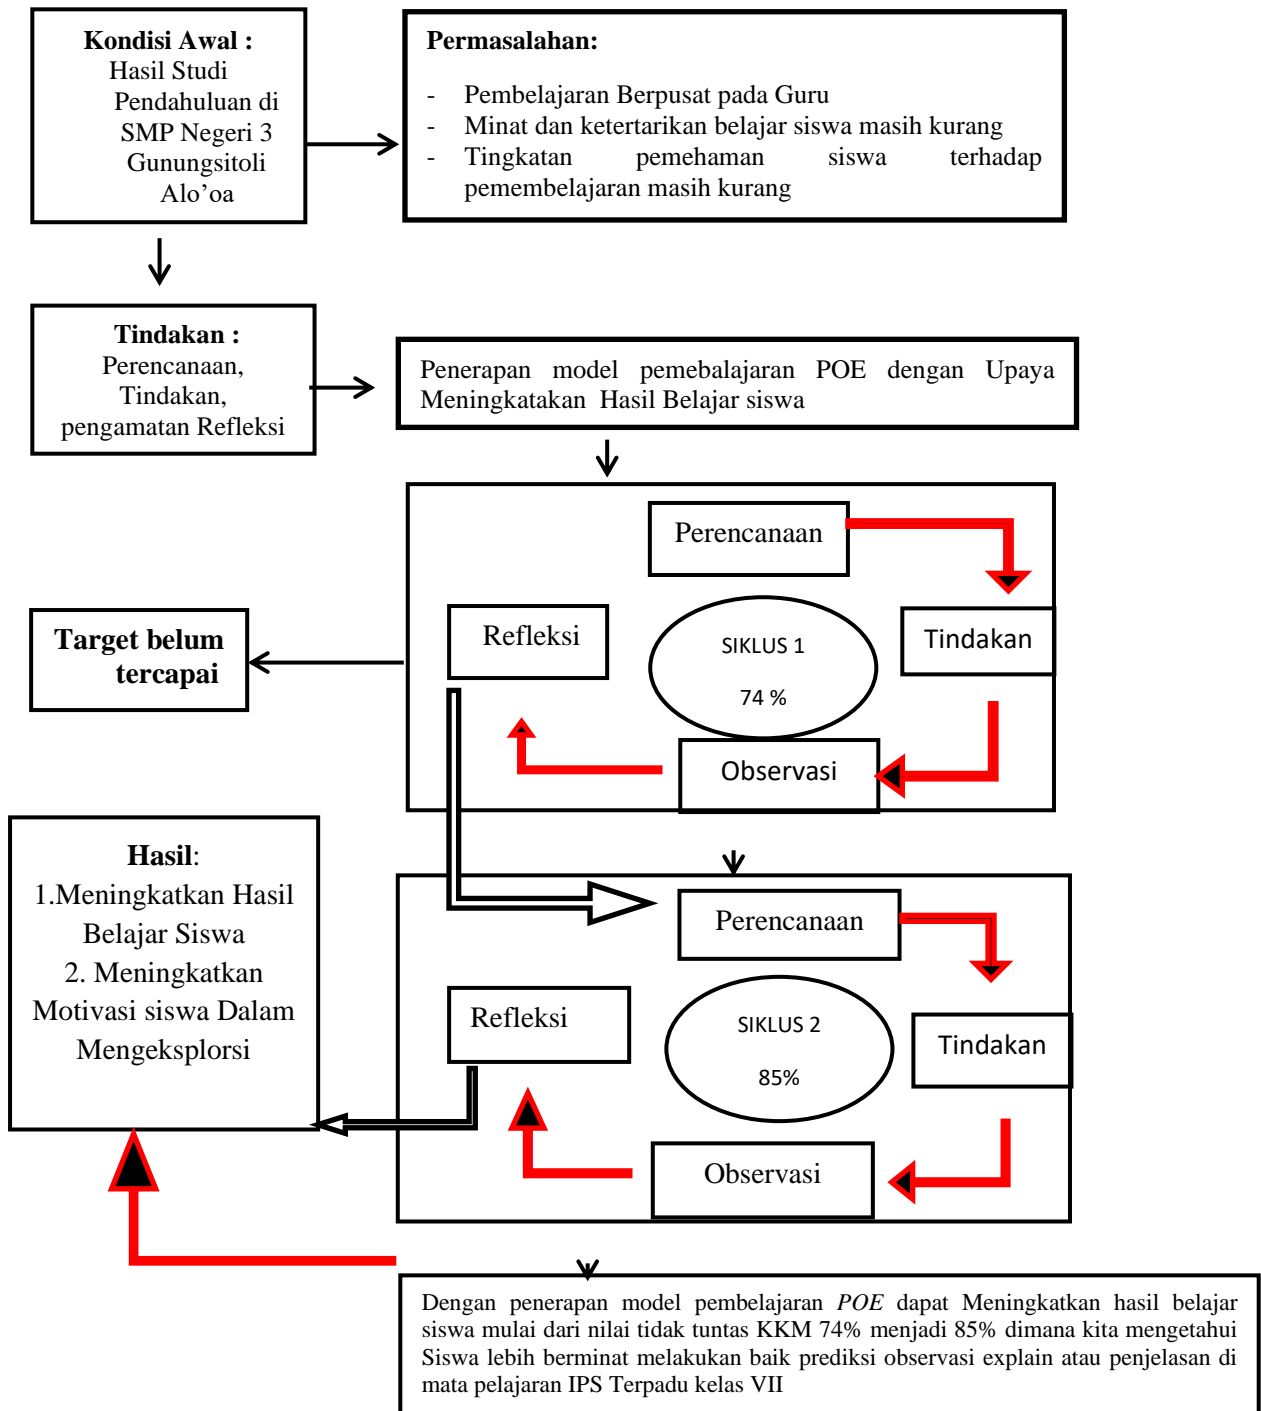 Kondisi Awal :
Hasil Studi
Pendahuluan di
SMP Negeri 3
Gunungsitoli
Alo’oa
Permasalahan:
- Pembelajaran Berpusat pada Guru
- Minat dan ketertarikan belajar siswa masih kurang
- Tingkatan pemehaman siswa terhadap
pemembelajaran masih kurang
Tindakan :
Perencanaan,
Tindakan,
pengamatan Refleksi
Penerapan model pemebalajaran POE dengan Upaya
Meningkatakan Hasil Belajar siswa
Perencanaan
Refleksi
SIKLUS 1
74 %
Tindakan
Observasi
Target belum
tercapai
Hasil:
1.Meningkatkan Hasil
Belajar Siswa
2. Meningkatkan
Motivasi siswa Dalam
Mengeksplorsi
Perencanaan
Refleksi
SIKLUS 2
85%
Tindakan
Observasi
Dengan penerapan model pembelajaran POE dapat Meningkatkan hasil belajar
siswa mulai dari nilai tidak tuntas KKM 74% menjadi 85% dimana kita mengetahui
Siswa lebih berminat melakukan baik prediksi observasi explain atau penjelasan di
mata pelajaran IPS Terpadu kelas VII